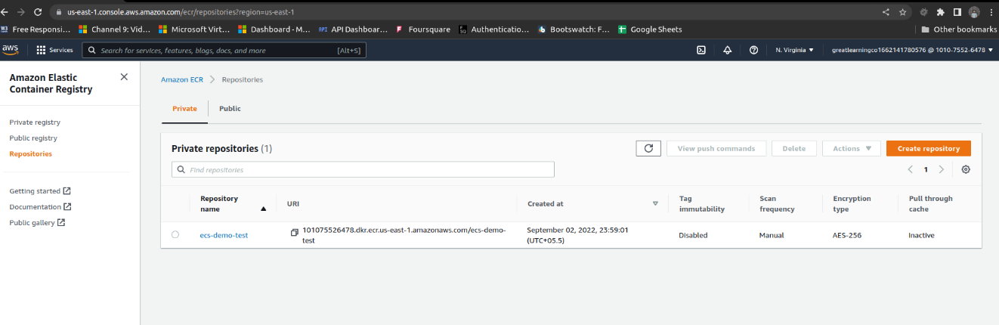 us-east-1.console.aws.amazon.com/ecr/repositories?region=us-east-1
W3 Free Responsi... Channel 9: Vid... Microsoft Virt... Dashboard - M... API API Dashboar... Foursquare Authenticatio... Bootswatch: F... Google Sheets Other bookmarks
aws Services Search for services, features, blogs, docs, and more [Alt+S] N. Virginia ▼ greatlearningco1662141780576 @ 1010-7552-6478 ▼
Amazon Elastic
Container Registry
Private registry
Public registry
Repositories
Getting started
Documentation
Public gallery
Amazon ECR > Repositories
Private Public
Private repositories (1) View push commands Delete Actions ▼ Create repository
Find repositories
1
Repository name URI Created at Tag immutability Scan frequency Encryption type Pull through cache
ecs-demo-test 101075526478.dkr.ecr.us-east-1.amazonaws.com/ecs-demo-test September 02, 2022, 23:59:01 (UTC+05.5) Disabled Manual AES-256 Inactive